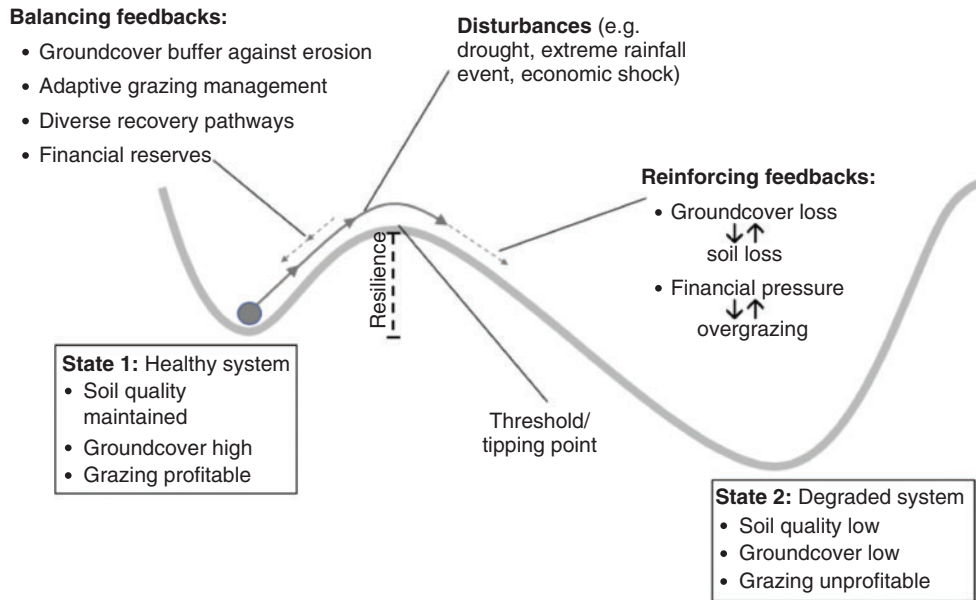 Balancing feedbacks:
• Groundcover buffer against erosion
• Adaptive grazing management
• Diverse recovery pathways
• Financial reserves
Disturbances (e.g.
drought, extreme rainfall
event, economic shock)
Reinforcing feedbacks:
• Groundcover loss
soil loss
• Financial pressure
overgrazing
Resilience
Threshold/
tipping point
State 1: Healthy system
• Soil quality
maintained
• Groundcover high
• Grazing profitable
State 2: Degraded system
• Soil quality low
• Groundcover low
• Grazing unprofitable